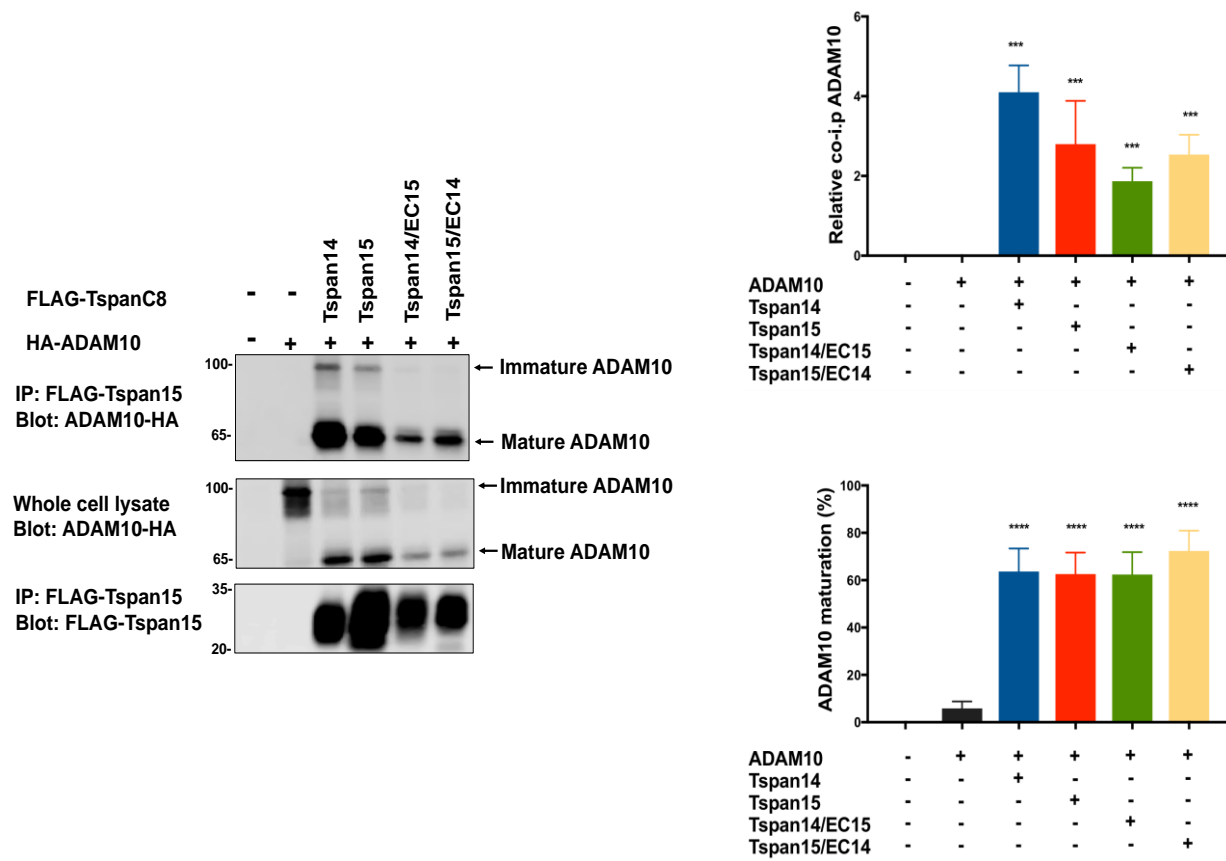 Tspan14
Tspan15
Tspan14/EC15
Tspan15/EC14
FLAG-TspanC8 - -
HA-ADAM10 - + + + + +
IP: FLAG-Tspan15
Blot: ADAM10-HA
100-
65-
← Immature ADAM10
← Mature ADAM10
Whole cell lysate
Blot: ADAM10-HA
100-
65-
← Immature ADAM10
← Mature ADAM10
IP: FLAG-Tspan15
Blot: FLAG-Tspan15
35-
20-
Relative co-i.p ADAM10
6
4
2
0
*** *** *** ***
ADAM10 - + + + + +
Tspan14 - - + - - -
Tspan15 - - - + - -
Tspan14/EC15 - - - - + -
Tspan15/EC14 - - - - - +
ADAM10 maturation (%)
100
80
60
40
20
0
**** **** **** ****
ADAM10 - + + + + +
Tspan14 - - + - - -
Tspan15 - - - + - -
Tspan14/EC15 - - - - + -
Tspan15/EC14 - - - - - +